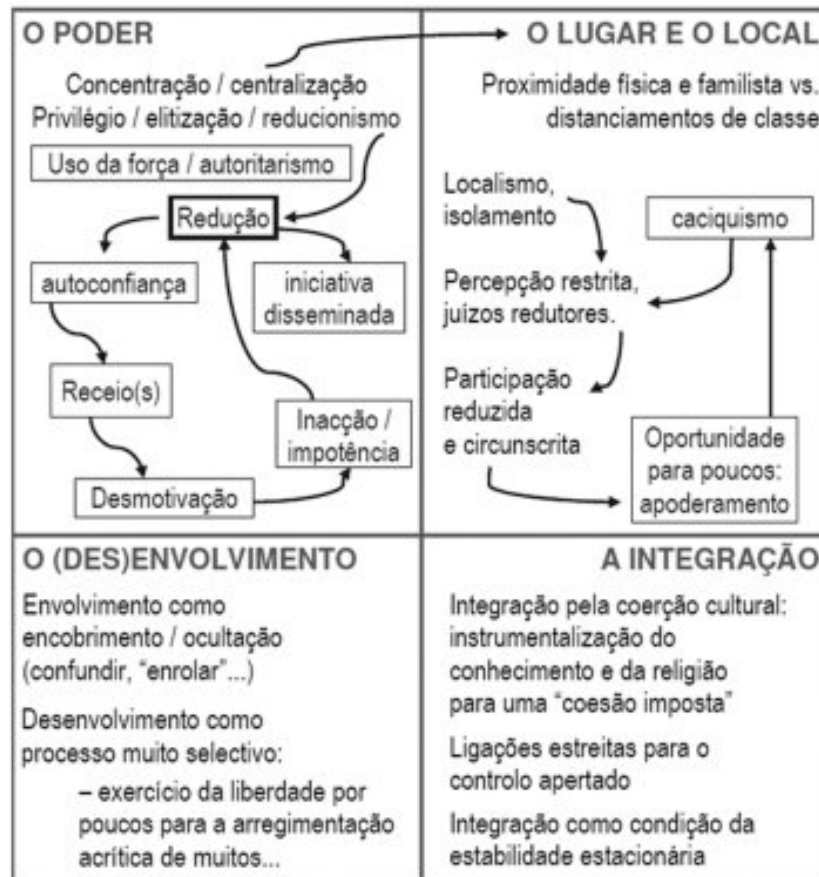 O PODER
Concentração / centralização
Privilégio / elitização / reducionismo
Uso da força / autoritarismo
Redução
autoconfiança
iniciativa
disseminada
Receio(s)
Inacção /
impotência
Desmotivação
O LUGAR E O LOCAL
Proximidade física e familista vs.
distanciamentos de classe
Localismo,
isolamento
caciquismo
Percepção restrita,
juízos redutores.
Participação
reduzida
e circunscrita
Oportunidade
para poucos:
apoderamento
O (DES)ENVOLVIMENTO
Envolvimento como
encobrimento / ocultação
(confundir, “enrolar”...)
Desenvolvimento como
processo muito selectivo:
– exercício da liberdade por
poucos para a arregimentação
acrítica de muitos...
A INTEGRAÇÃO
Integração pela coerção cultural:
instrumentalização do
conhecimento e da religião
para uma “coesão imposta”
Ligações estreitas para o
controlo apertado
Integração como condição da
estabilidade estacionária